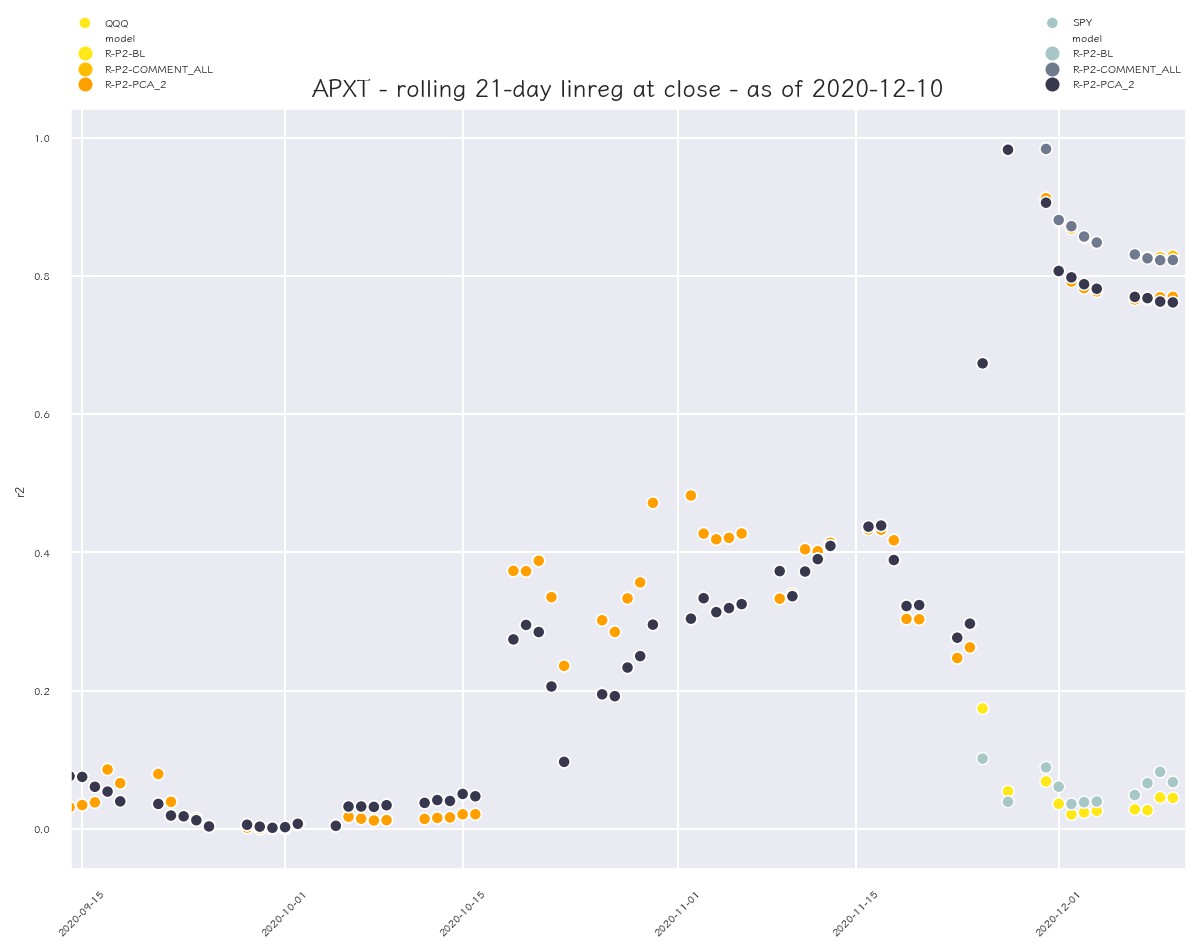 QQQ
model
R-P2-BL
R-P2-COMMENT_ALL
R-P2-PCA_2
SPY
model
R-P2-BL
R-P2-COMMENT_ALL
R-P2-PCA_2
APXT - rolling 21-day linreg at close - as of 2020-12-10
1.0
0.8
0.6
r2
0.4
0.2
0.0
2020-09-15
2020-10-01
2020-10-15
2020-11-01
2020-11-15
2020-12-01